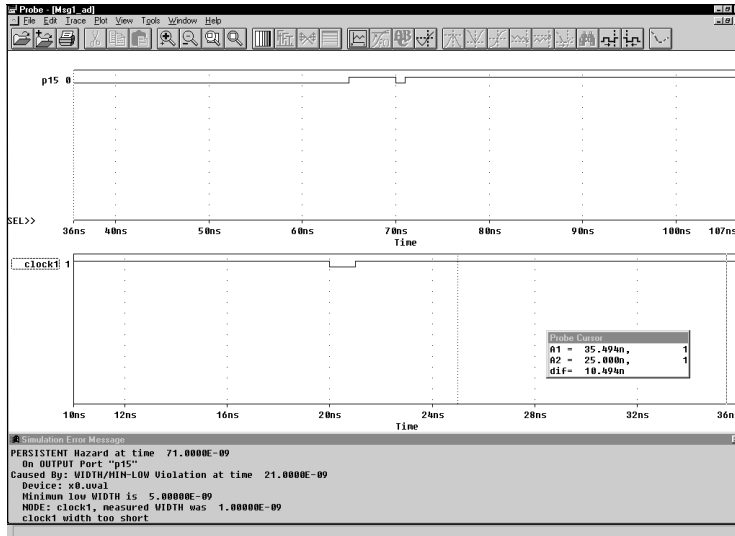 Probe - [Msg1_ad]
File Edit Trace Plot View Tools Window Help
p15 0
SEL>>
36ns 40ns 50ns 60ns 70ns 80ns 90ns 100ns 107ns
Time
clock1 1
Probe Cursor
A1 = 35.494n, 1
A2 = 25.000n, 1
dif= 10.494n
10ns 12ns 16ns 20ns 24ns 28ns 32ns 36n
Time
Simulation Error Message
PERSISTENT Hazard at time 71.0000E-09
On OUTPUT Port "p15"
Caused By: WIDTH/MIN-LOW Violation at time 21.0000E-09
Device: x0.uval
Minimum low WIDTH is 5.00000E-09
NODE: clock1, measured WIDTH was 1.00000E-09
clock1 width too short